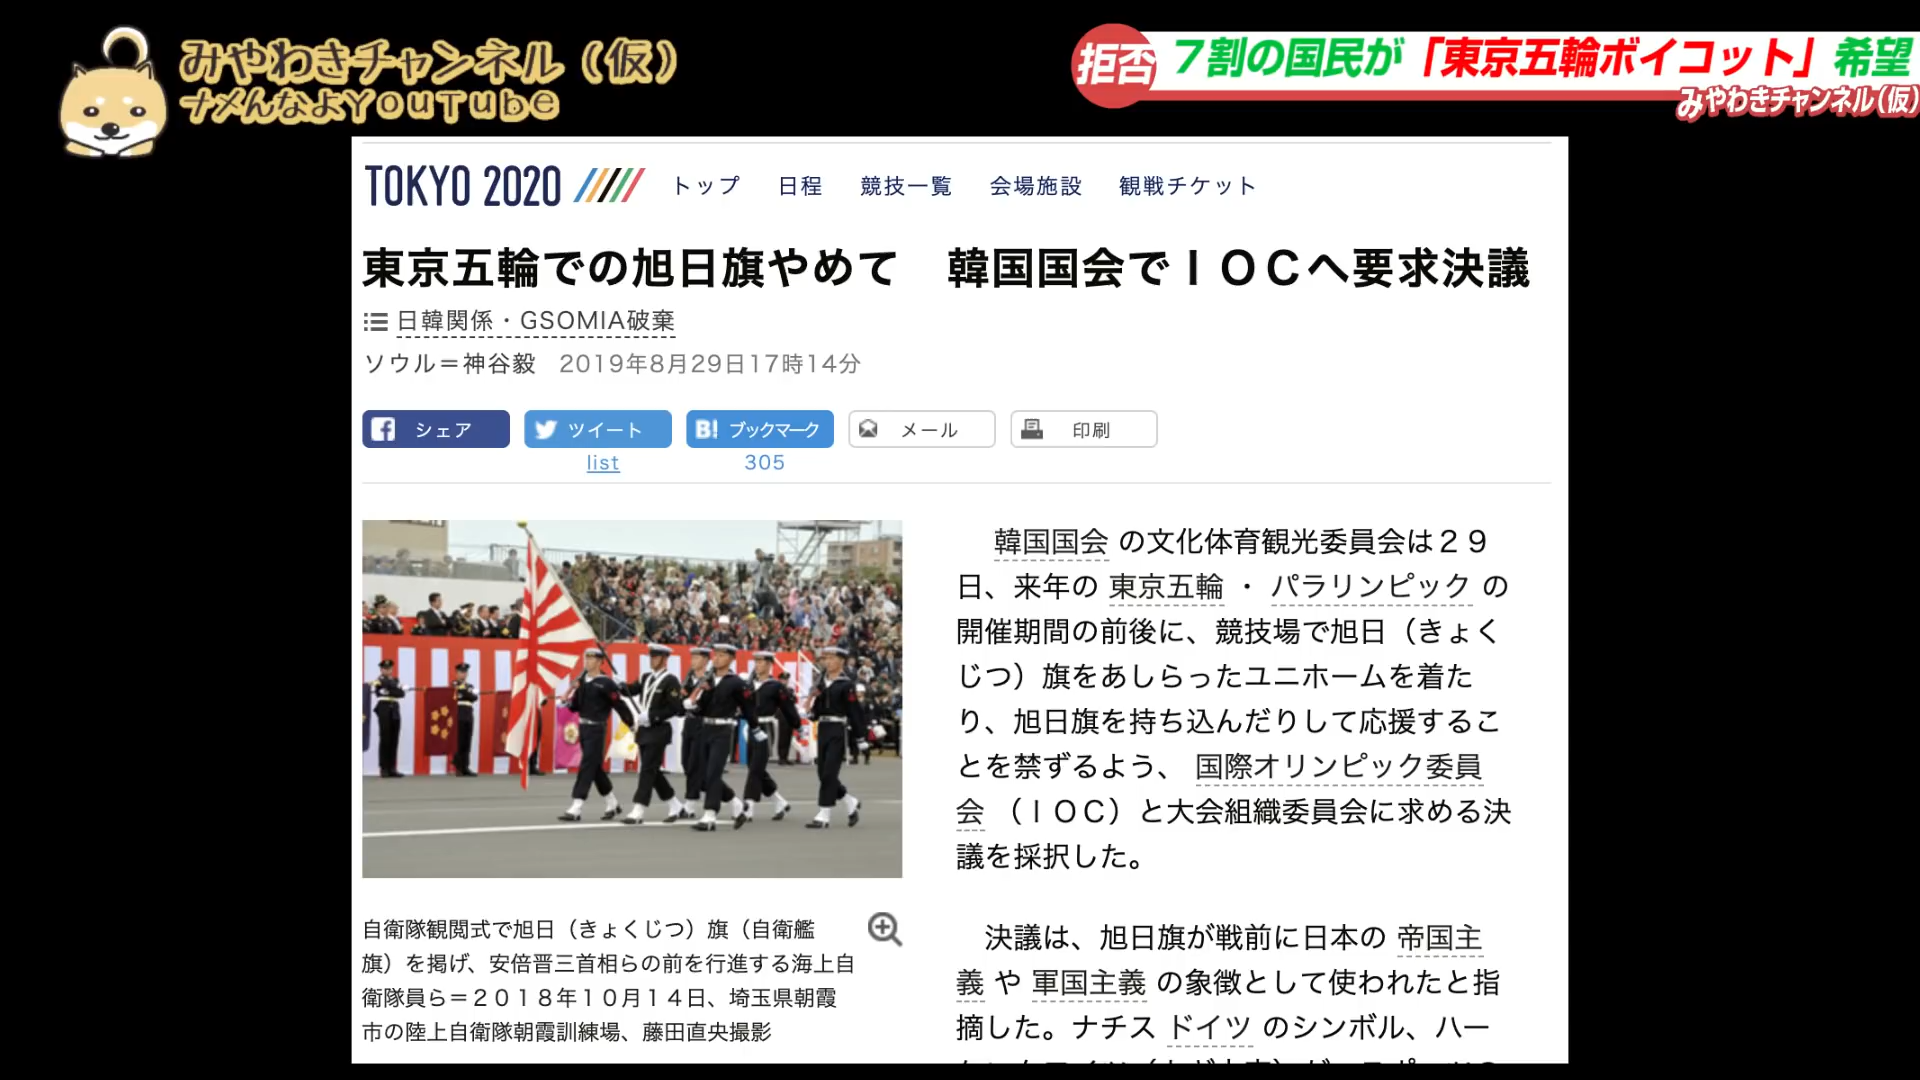 みやわきチャンネル（仮）
ナメんなよYouTube
拒否
７割の国民が「東京五輪ボイコット」希望
みやわきチャンネル（仮）
TOKYO 2020 トップ 日程 競技一覧 会場施設 観戦チケット
東京五輪での旭日旗やめて　韓国国会でＩＯＣへ要求決議
日韓関係・GSOMIA破棄
ソウル＝神谷毅 2019年8月29日17時14分
シェア ツイート B! ブックマーク メール 印刷
list 305
韓国国会 の文化体育観光委員会は２９
日、来年の 東京五輪 ・ パラリンピック の
開催期間の前後に、競技場で旭日（きょく
じつ）旗をあしらったユニホームを着た
り、旭日旗を持ち込んだりして応援するこ
とを禁ずるよう、 国際オリンピック委員
会 （ＩＯＣ）と大会組織委員会に求める決
議を採択した。
決議は、旭日旗が戦前に日本の 帝国主
義 や 軍国主義 の象徴として使われたと指
摘した。ナチス ドイツ のシンボル、ハー
自衛隊観閲式で旭日（きょくじつ）旗（自衛艦
旗）を掲げ、安倍晋三首相らの前を行進する海上自
衛隊員ら＝２０１８年１０月１４日、埼玉県朝霞
市の陸上自衛隊朝霞訓練場、藤田直央撮影